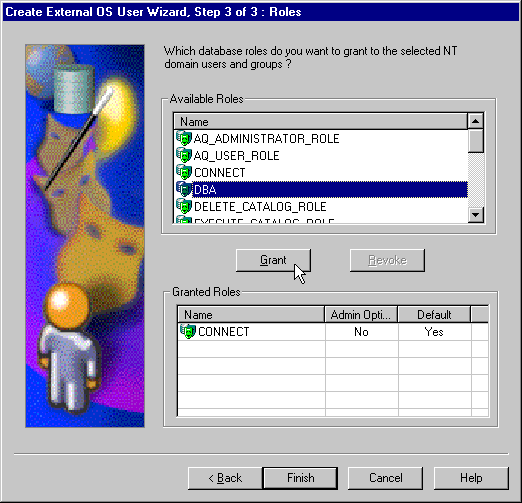 Create External OS User Wizard, Step 3 of 3 : Roles
Which database roles do you want to grant to the selected NT
domain users and groups ?
Available Roles
Name
AQ_ADMINISTRATOR_ROLE
AQ_USER_ROLE
CONNECT
DBA
DELETE_CATALOG_ROLE
EXECUTE_CATALOG_ROLE
Grant Revoke
Granted Roles
Name Admin Opti... Default
CONNECT No Yes
< Back Finish Cancel Help